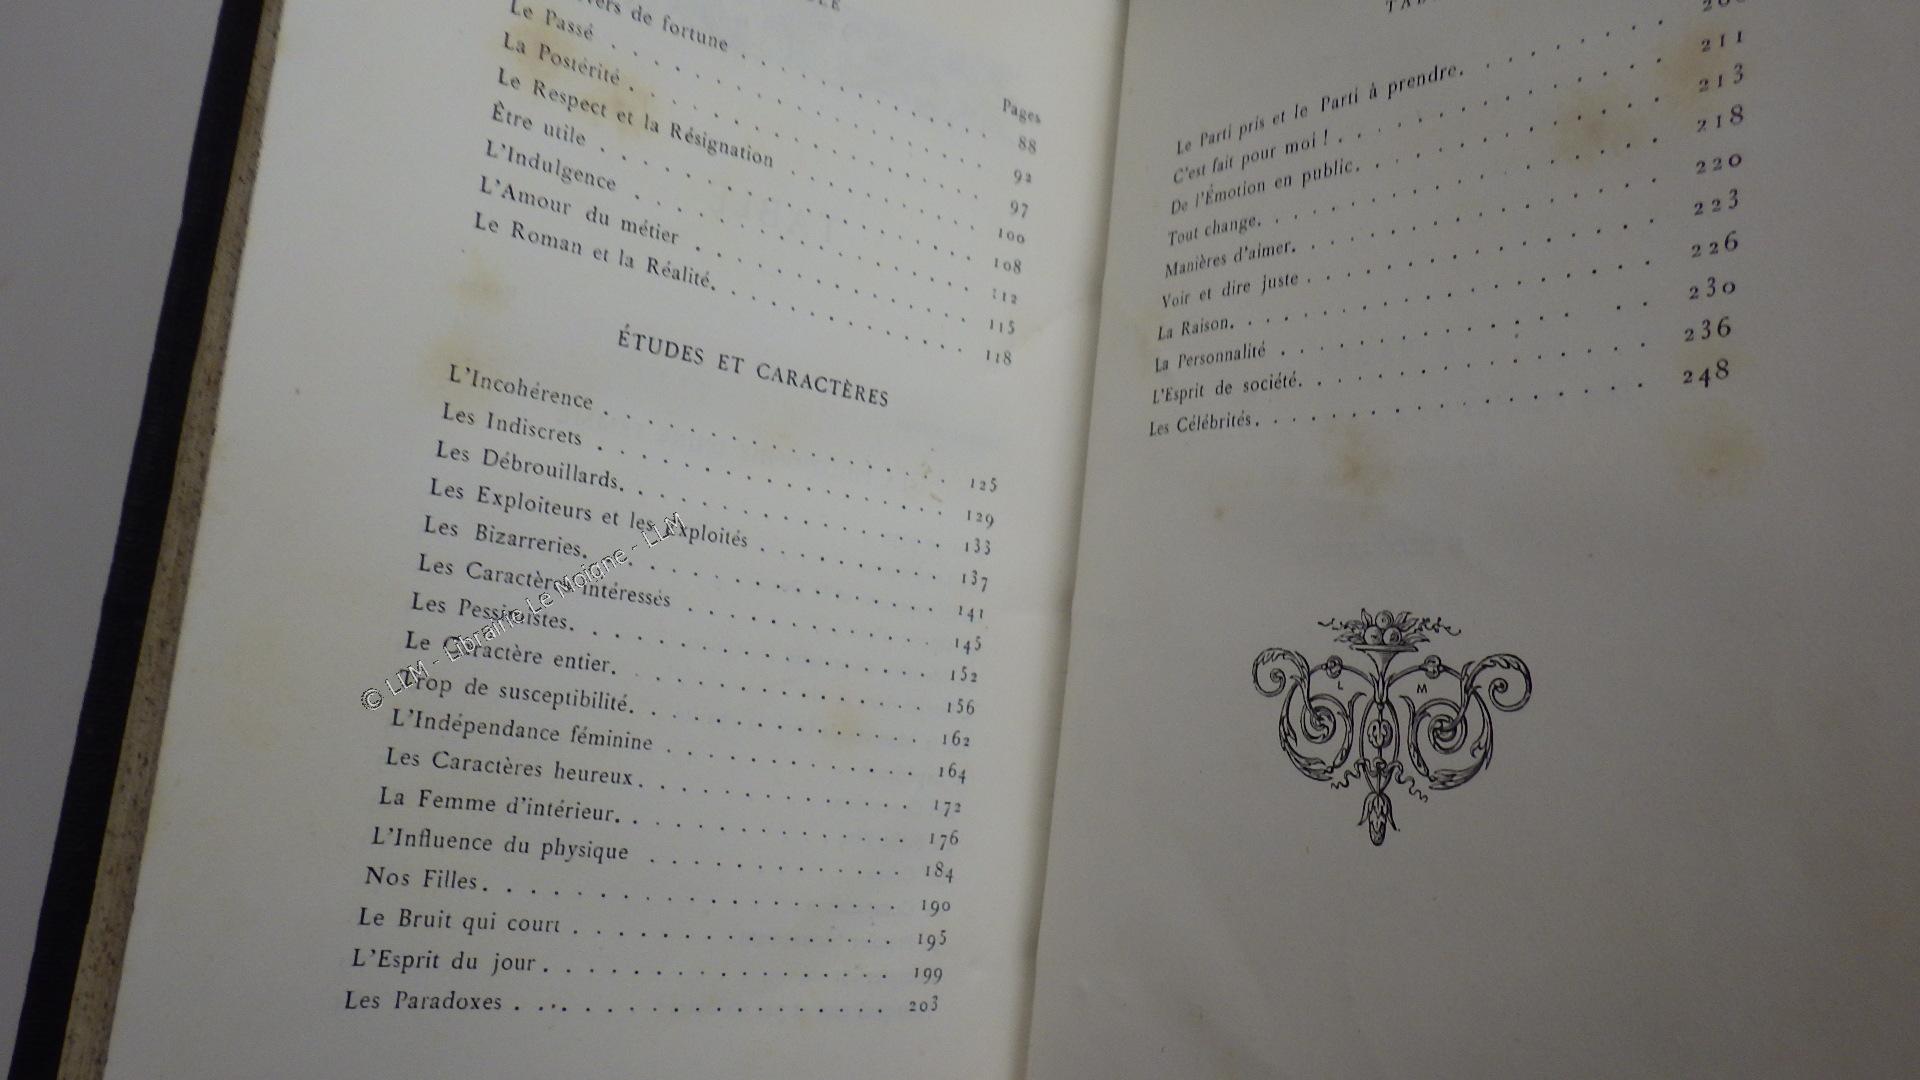 Pages
de fortune . . . . . . . . . . 88
Le Passé . . . . . . . . . . 92
La Postérité . . . . . . . . . . 97
Le Respect et la Résignation . . . . . . . . . . 100
Être utile . . . . . . . . . . 108
L'Indulgence . . . . . . . . . . 112
L'Amour du métier . . . . . . . . . . 115
Le Roman et la Réalité. . . . . . . . . . 118
ÉTUDES ET CARACTÈRES
L'Incohérence . . . . . . . . . . 125
Les Indiscrets . . . . . . . . . . 129
Les Débrouillards. . . . . . . . . . 133
Les Exploiteurs et les exploités . . . . . . . . . 137
Les Bizarreries. . . . . . . . . . 141
Les Caractères intéressés . . . . . . . . . 145
Les Pessimistes. . . . . . . . . . 152
Le Caractère entier. . . . . . . . . . 156
Trop de susceptibilité. . . . . . . . . . 162
L'Indépendance féminine . . . . . . . . . . 164
Les Caractères heureux. . . . . . . . . . 172
La Femme d'intérieur. . . . . . . . . . 176
L'Influence du physique . . . . . . . . . . 184
Nos Filles. . . . . . . . . . 190
Le Bruit qui court . . . . . . . . . . 195
L'Esprit du jour . . . . . . . . . . 199
Les Paradoxes . . . . . . . . . . 203
© LLM - Librairie Le Moigne - LLM
Le Parti pris et le Parti à prendre. . . . . . . . .
C'est fait pour moi ! . . . . . . . . . . 211
De l'Émotion en public. . . . . . . . . . 213
Tout change. . . . . . . . . . 218
Manières d'aimer. . . . . . . . . . 220
Voir et dire juste . . . . . . . . . . 223
La Raison. . . . . . . . . . 226
La Personnalité . . . . . . . . . . 230
L'Esprit de société. . . . . . . . . . 236
Les Célébrités. . . . . . . . . . 248
L M